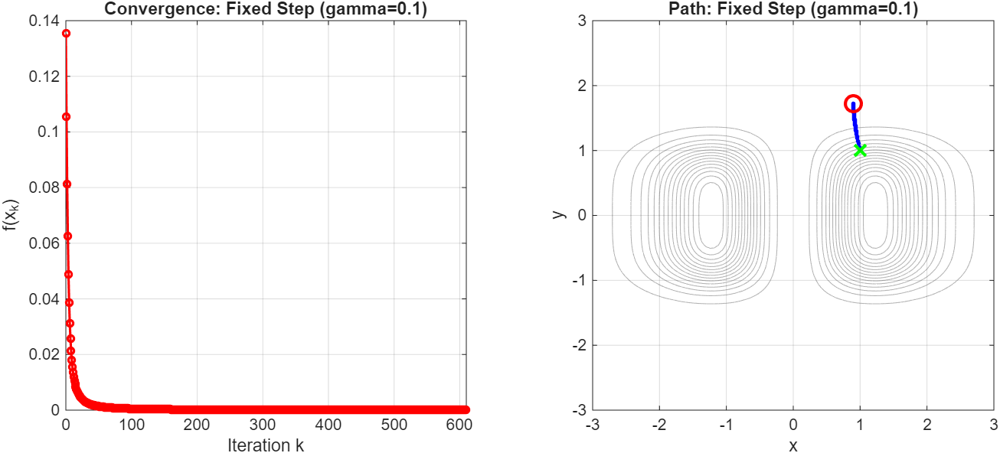 Convergence: Fixed Step (gamma=0.1)
0.14
0.12
0.1
0.08
0.06
0.04
0.02
0
f(xₖ)
0 100 200 300 400 500 600
Iteration k
Path: Fixed Step (gamma=0.1)
3
2
1
0
-1
-2
-3
y
-3 -2 -1 0 1 2 3
x